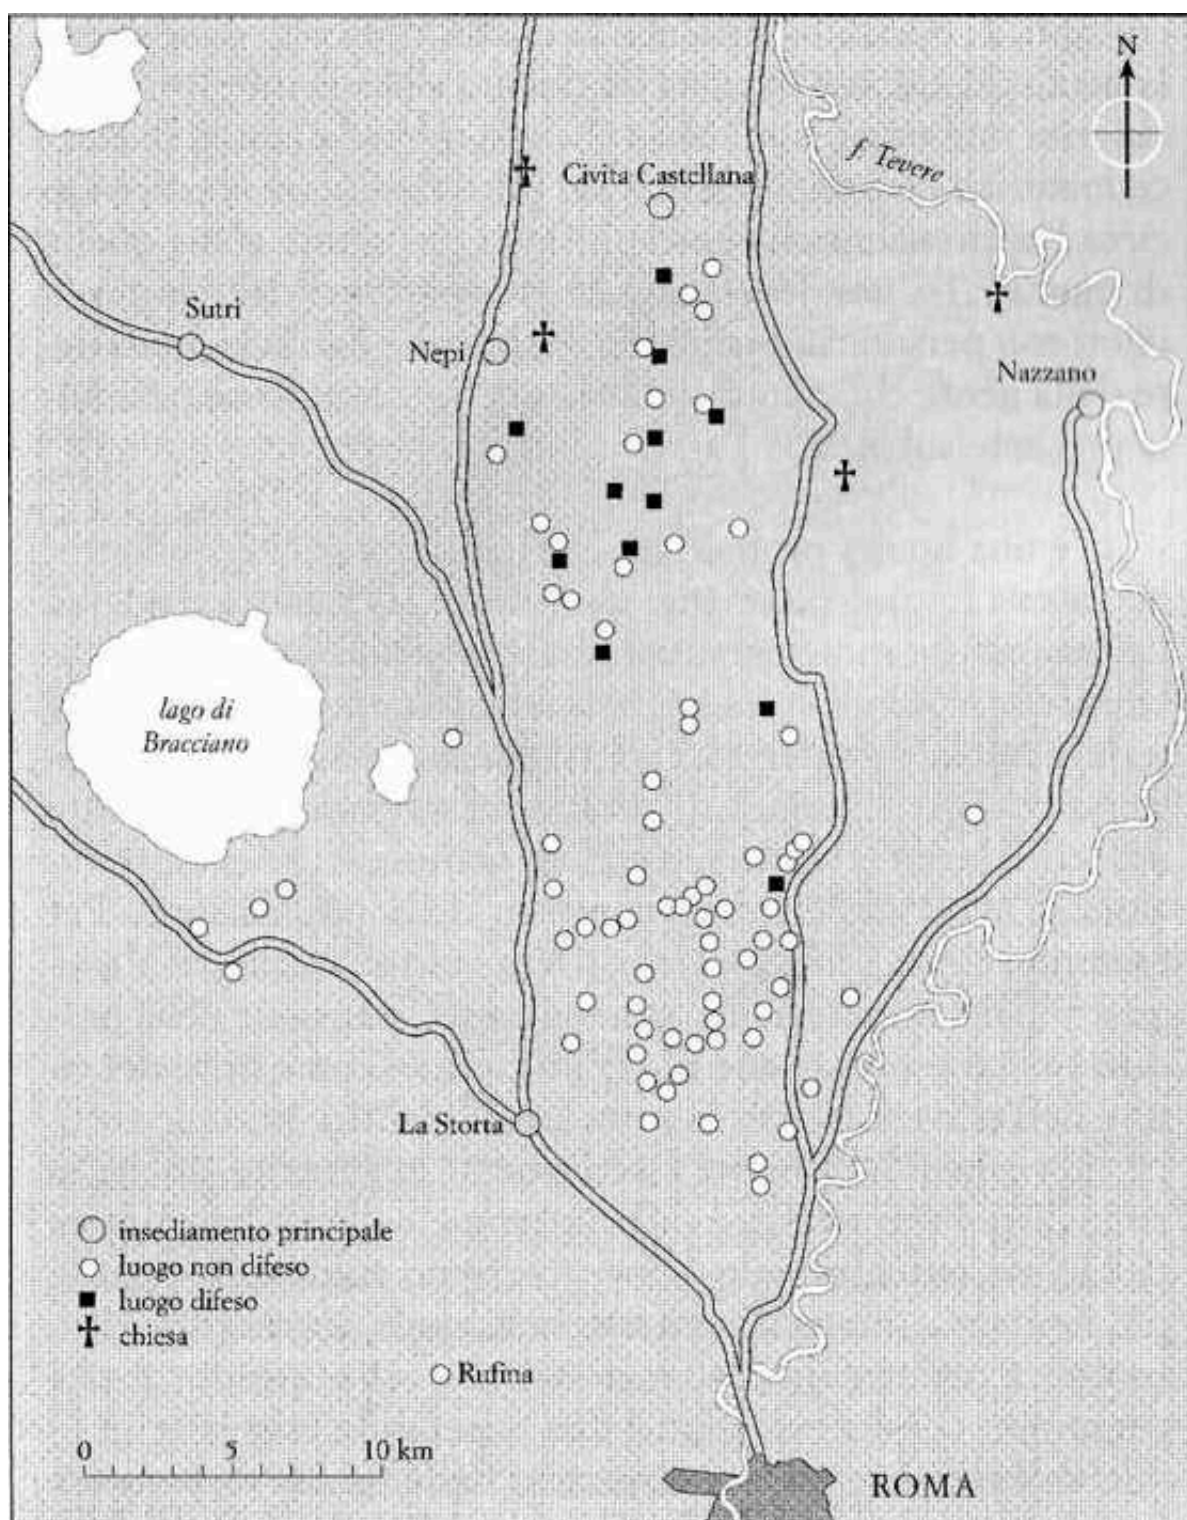 N
f. Tevere
Civita Castellana
Sutri
Nepi
Nazzano
lago di
Bracciano
La Storta
insediamento principale
luogo non difeso
luogo difeso
chiesa
Rufina
0 5 10 km
ROMA